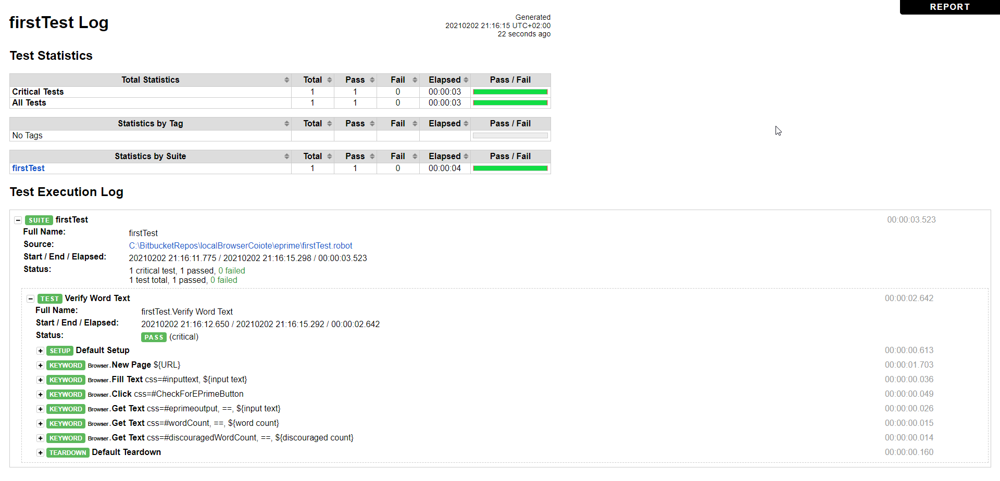 REPORT
firstTest Log
Generated
20210202 21:16:15 UTC+02:00
22 seconds ago
Test Statistics
Total Statistics Total Pass Fail Elapsed Pass / Fail
Critical Tests 1 1 0 00:00:03
All Tests 1 1 0 00:00:03
Statistics by Tag Total Pass Fail Elapsed Pass / Fail
No Tags
Statistics by Suite Total Pass Fail Elapsed Pass / Fail
firstTest 1 1 0 00:00:04
Test Execution Log
SUITE firstTest 00:00:03.523
Full Name: firstTest
Source: C:\BitbucketRepos\localBrowserCoiote\eprime\firstTest.robot
Start / End / Elapsed: 20210202 21:16:11.775 / 20210202 21:16:15.298 / 00:00:03.523
Status: 1 critical test, 1 passed, 0 failed
1 test total, 1 passed, 0 failed
TEST Verify Word Text 00:00:02.642
Full Name: firstTest.Verify Word Text
Start / End / Elapsed: 20210202 21:16:12.650 / 20210202 21:16:15.292 / 00:00:02.642
Status: PASS (critical)
SETUP Default Setup 00:00:00.613
KEYWORD Browser.New Page ${URL} 00:00:01.703
KEYWORD Browser.Fill Text css=#inputtext, ${input text} 00:00:00.036
KEYWORD Browser.Click css=#CheckForEPrimeButton 00:00:00.049
KEYWORD Browser.Get Text css=#eprimeoutput, ==, ${input text} 00:00:00.026
KEYWORD Browser.Get Text css=#wordCount, ==, ${word count} 00:00:00.015
KEYWORD Browser.Get Text css=#discouragedWordCount, ==, ${discouraged count} 00:00:00.014
TEARDOWN Default Teardown 00:00:00.160